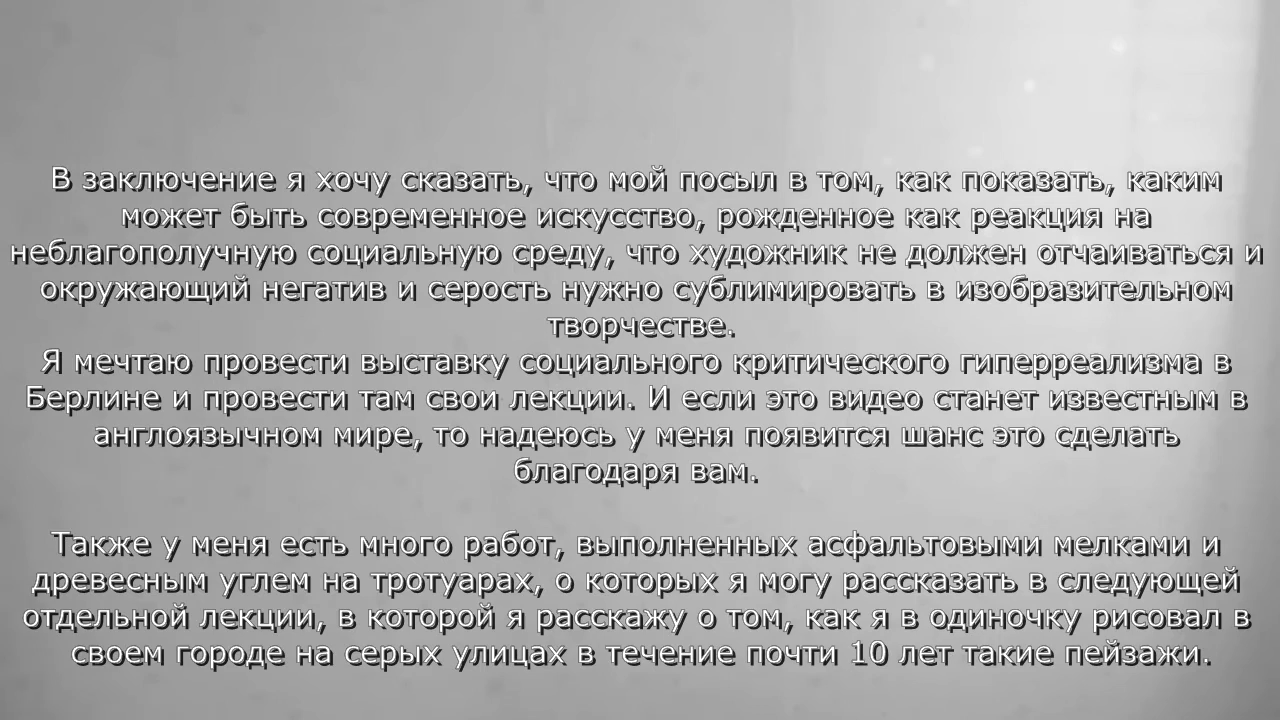 В заключение я хочу сказать, что мой посыл в том, как показать, каким
может быть современное искусство, рожденное как реакция на
неблагополучную социальную среду, что художник не должен отчаиваться и
окружающий негатив и серость нужно сублимировать в изобразительном
творчестве.
Я мечтаю провести выставку социального критического гиперреализма в
Берлине и провести там свои лекции. И если это видео станет известным в
англоязычном мире, то надеюсь у меня появится шанс это сделать
благодаря вам.
Также у меня есть много работ, выполненных асфальтовыми мелками и
древесным углем на тротуарах, о которых я могу рассказать в следующей
отдельной лекции, в которой я расскажу о том, как я в одиночку рисовал в
своем городе на серых улицах в течение почти 10 лет такие пейзажи.